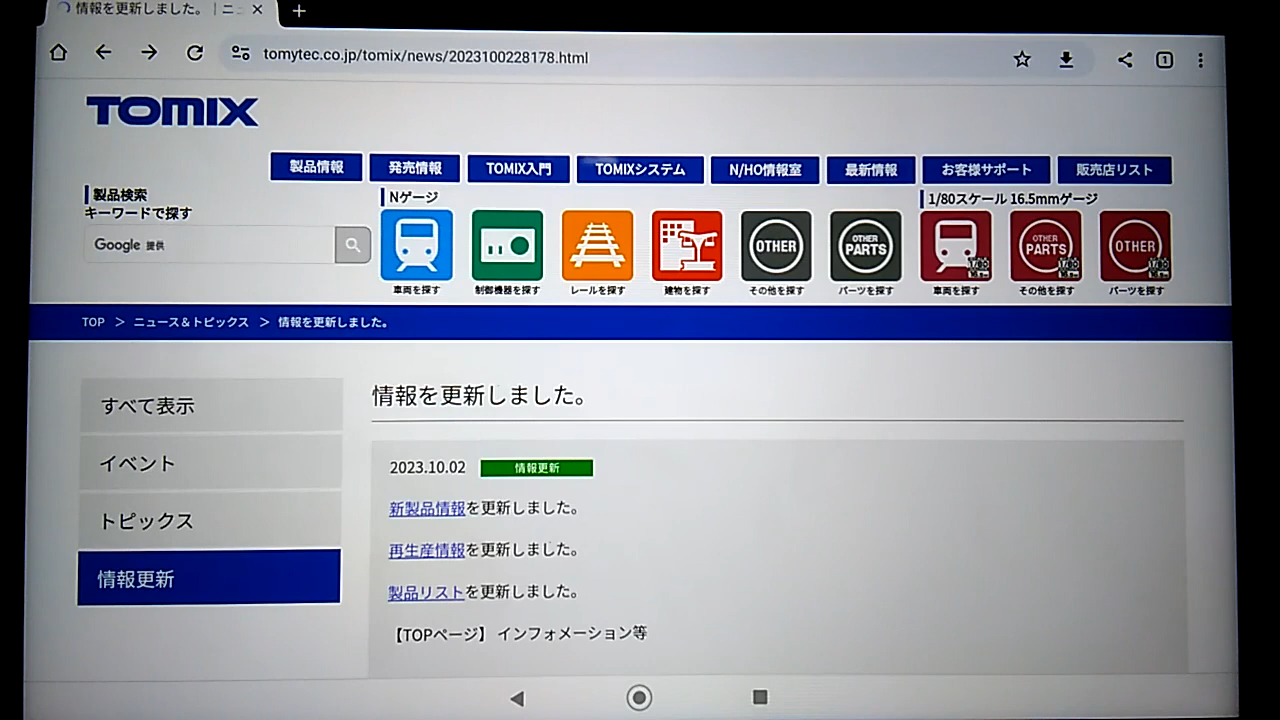 情報を更新しました。 | ニ
tomytec.co.jp/tomix/news/2023100228178.html
1
TOMIX
製品情報
発売情報
TOMIX入門
TOMIXシステム
N/HO情報室
最新情報
お客様サポート
販売店リスト
製品検索
キーワードで探す
Google 提供
Nゲージ
1/80スケール 16.5mmゲージ
OTHER
OTHER PARTS
1/80
OTHER PARTS
1/80
OTHER
1/80
車両を探す
制御機器を探す
レールを探す
建物を探す
その他を探す
パーツを探す
車両を探す
その他を探す
パーツを探す
TOP > ニュース＆トピックス > 情報を更新しました。
すべて表示
イベント
トピックス
情報更新
情報を更新しました。
2023.10.02 情報更新
新製品情報を更新しました。
再生産情報を更新しました。
製品リストを更新しました。
【TOPページ】 インフォメーション等